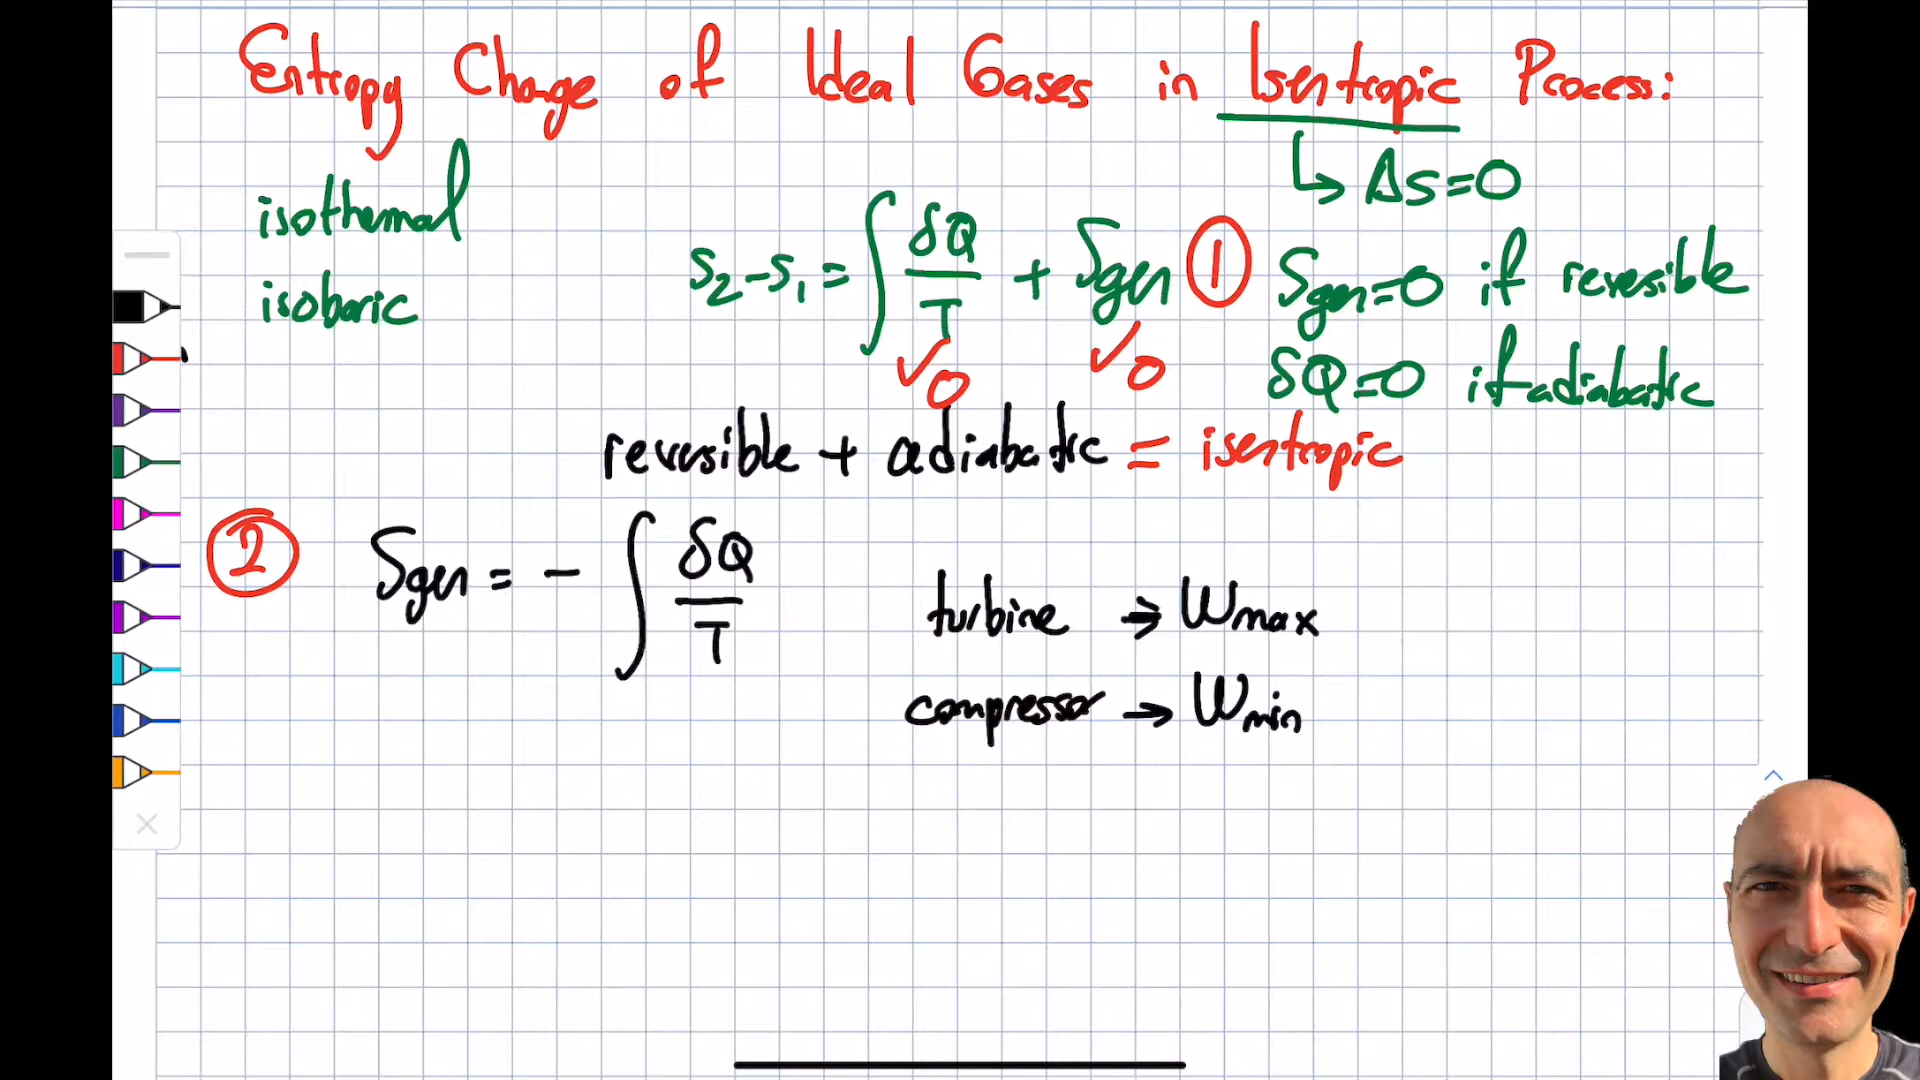 Entropy Change of Ideal Gases in Isentropic Process:
↳ Δs=0
isothermal
isobaric
s₂-s₁ = ∫ δQ/T + Sgen ① Sgen=0 if reversible
✓0 ✓0 δQ=0 if adiabatic
reversible + adiabatic = isentropic
② Sgen = - ∫ δQ/T
turbine → Wmax
compressor → Wmin